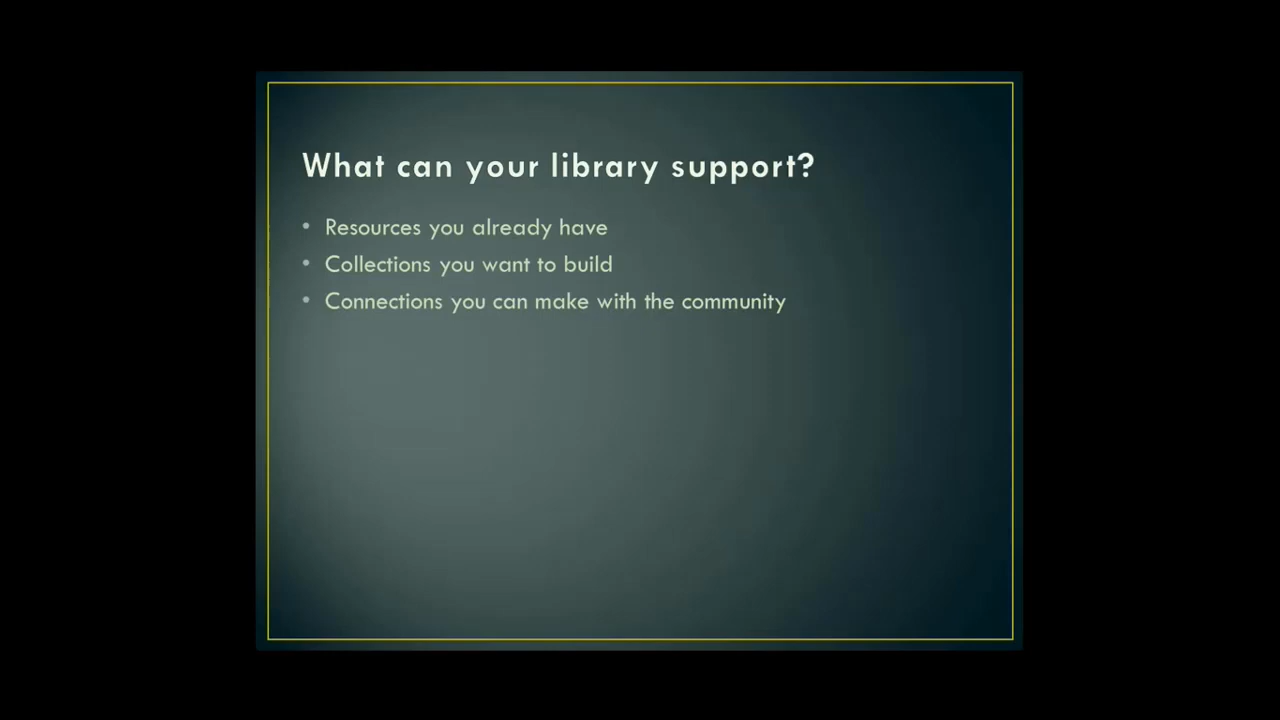 What can your library support?
• Resources you already have
• Collections you want to build
• Connections you can make with the community